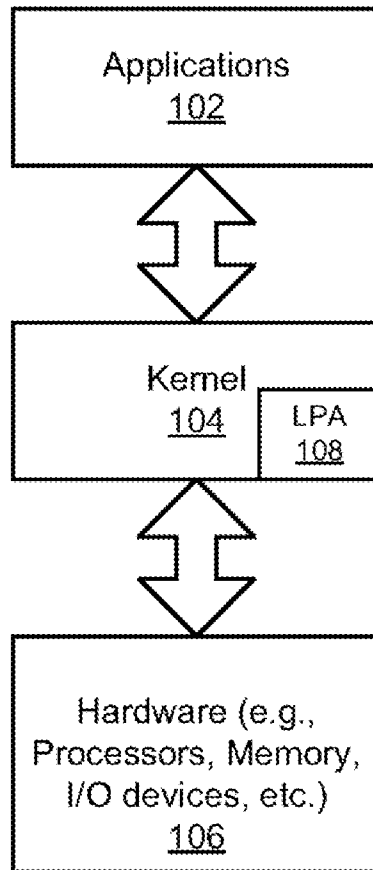 Applications
102
Kernel
104
LPA
108
Hardware (e.g.,
Processors, Memory,
I/O devices, etc.)
106